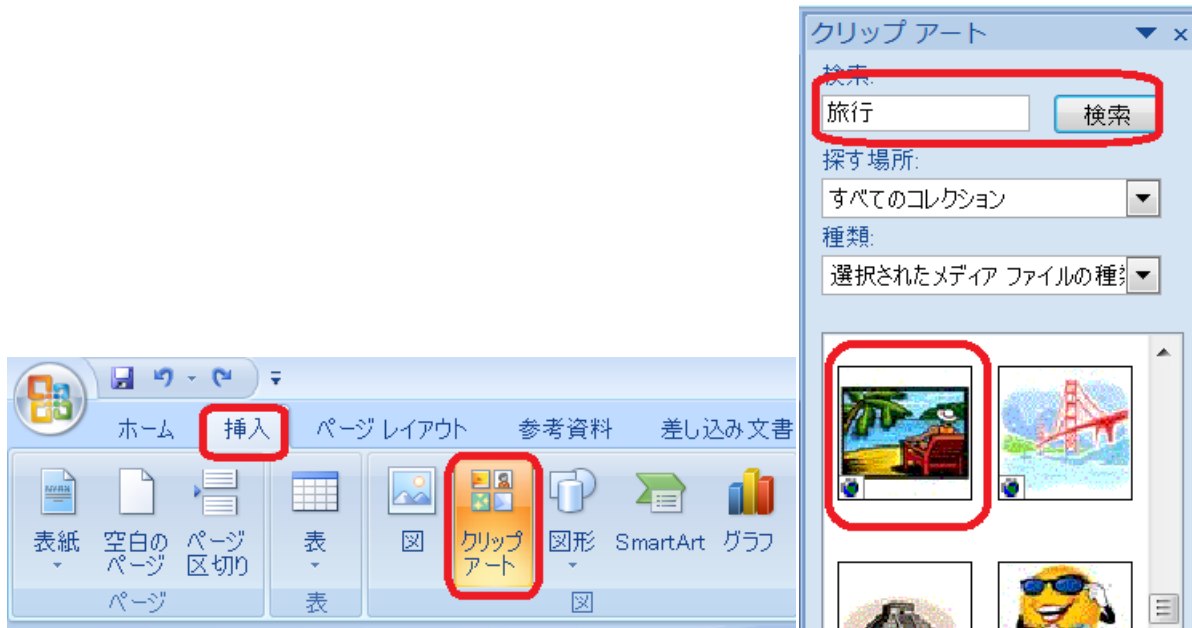 クリップ アート
検索:
旅行
検索
探す場所:
すべてのコレクション
種類:
選択されたメディア ファイルの種
ホーム
挿入
ページ レイアウト
参考資料
差し込み文書
表紙
空白の
ページ
ページ
区切り
表
図
クリップ
アート
図形
SmartArt
グラフ
ページ
表
図